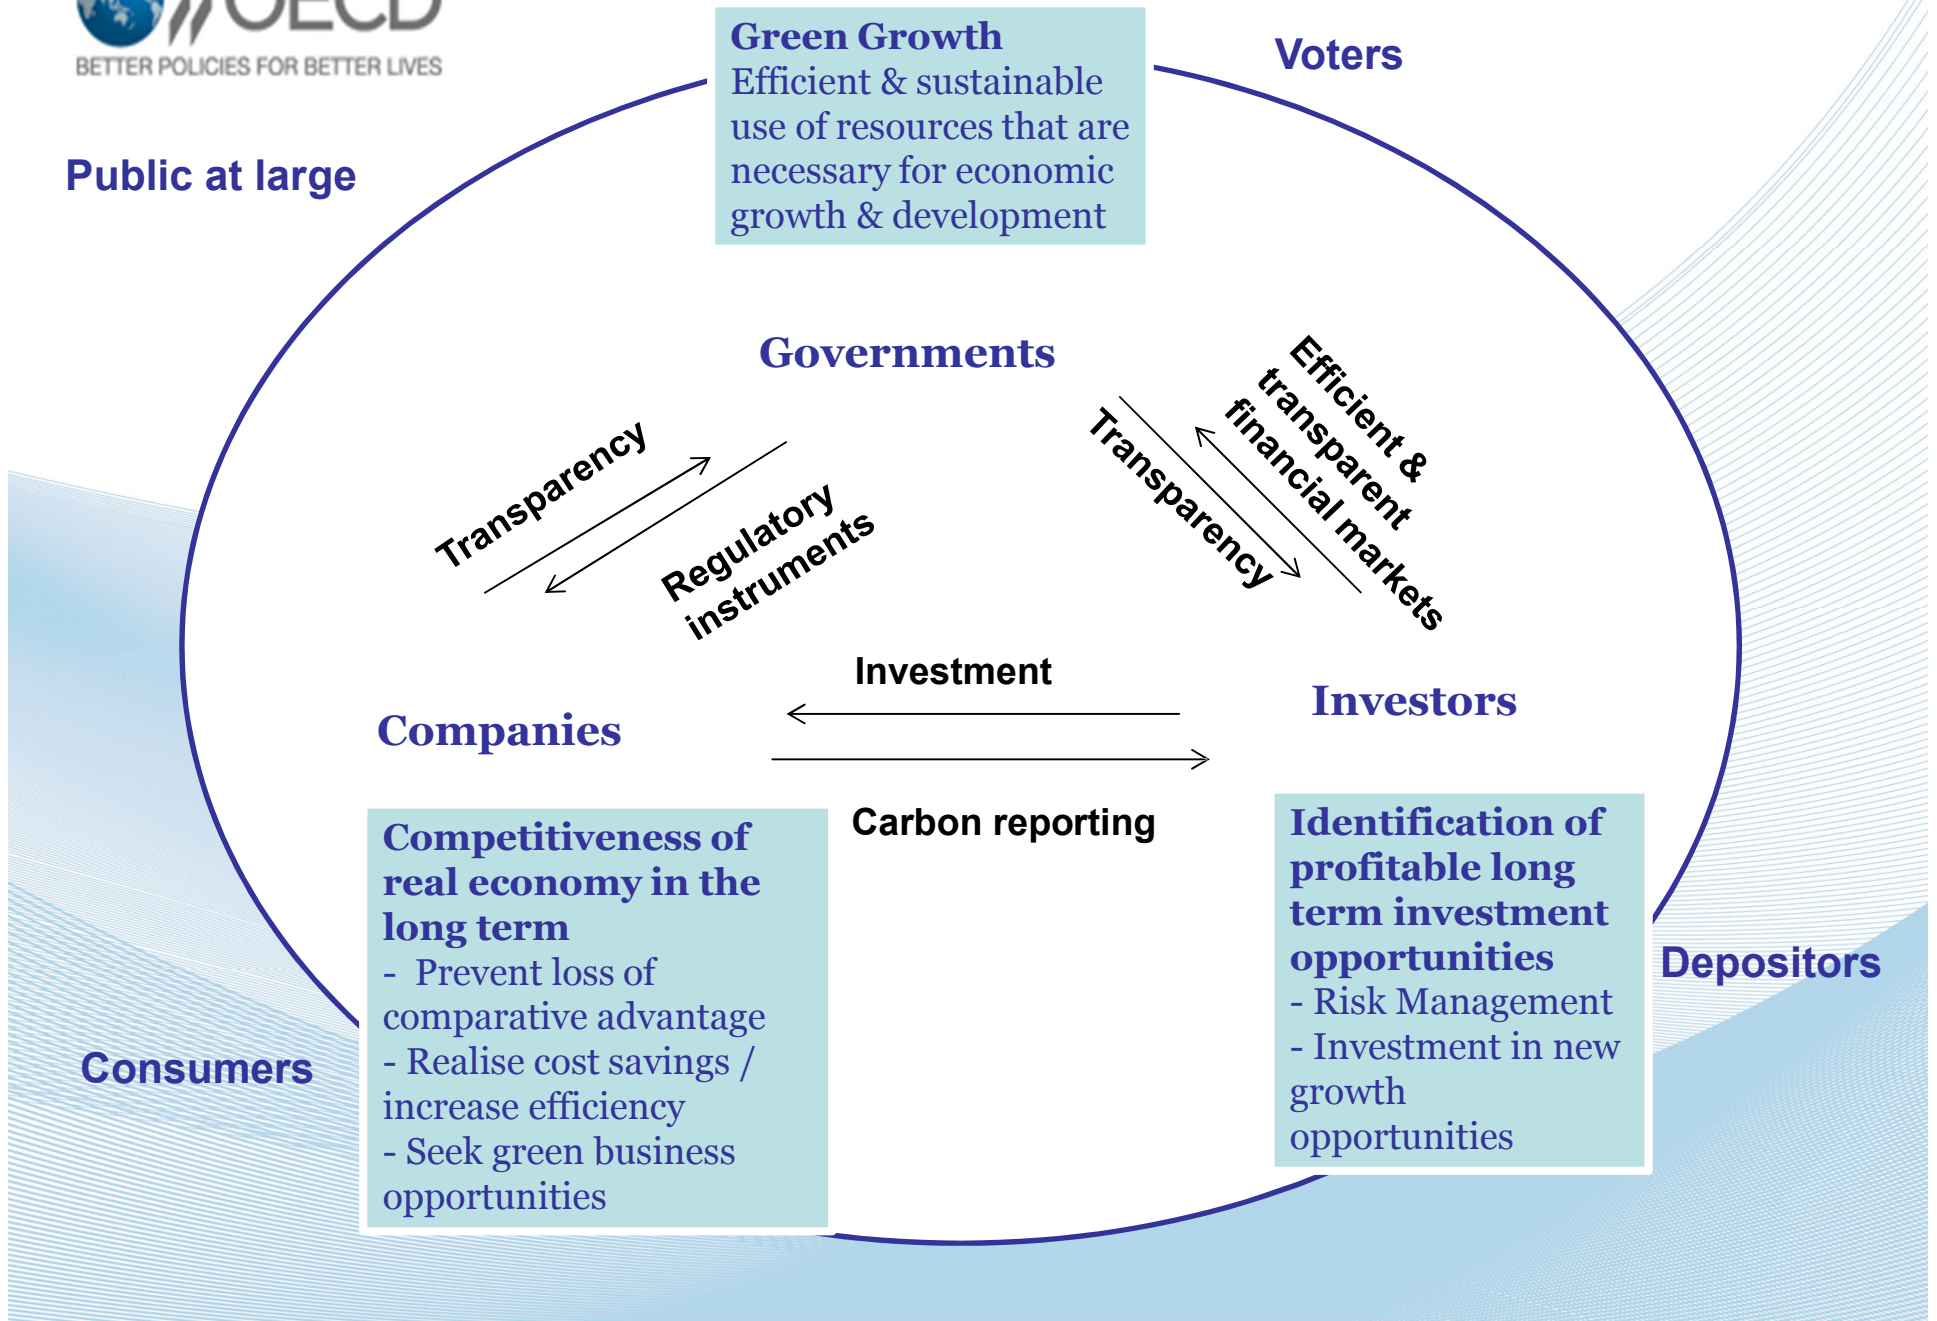 OECD
BETTER POLICIES FOR BETTER LIVES
Green Growth
Efficient & sustainable
use of resources that are
necessary for economic
growth & development
Voters
Public at large
Governments
Transparency
Regulatory
instruments
Transparency
Efficient &
transparent
financial markets
Investment
Companies
Investors
Carbon reporting
Competitiveness of
real economy in the
long term
- Prevent loss of
comparative advantage
- Realise cost savings /
increase efficiency
- Seek green business
opportunities
Identification of
profitable long
term investment
opportunities
- Risk Management
- Investment in new
growth
opportunities
Depositors
Consumers